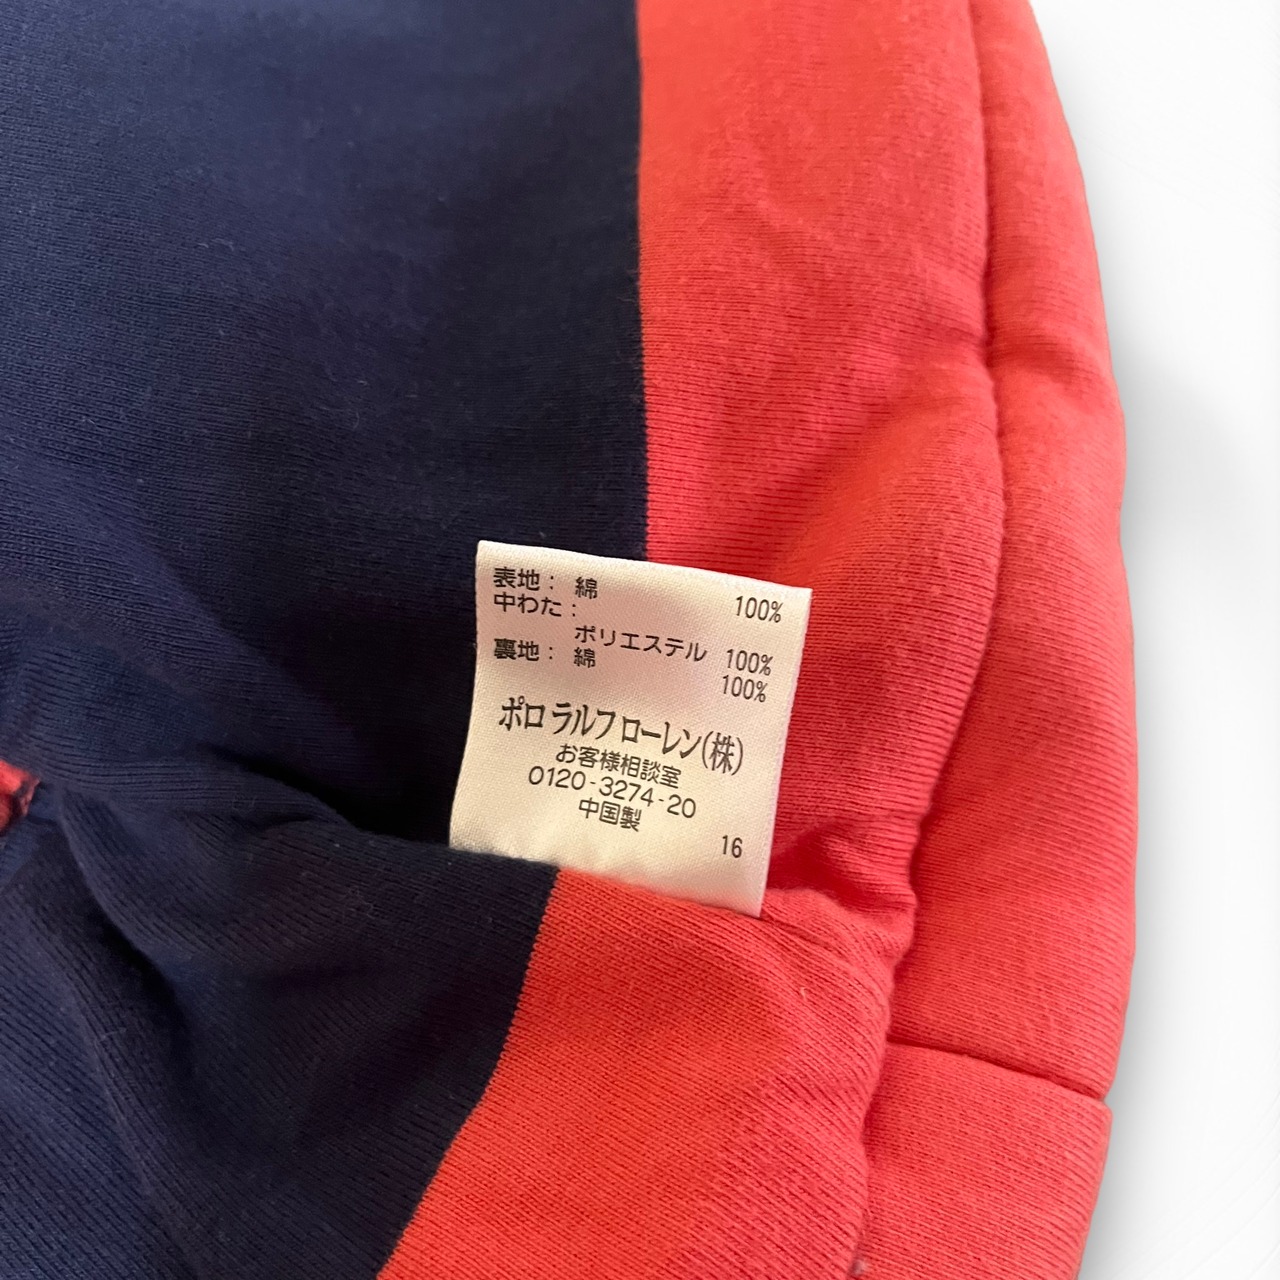 表地： 綿 100%
中わた：
ポリエステル 100%
裏地： 綿 100%
ポロ ラルフ ローレン(株)
お客様相談室
0120-3274-20
中国製
16